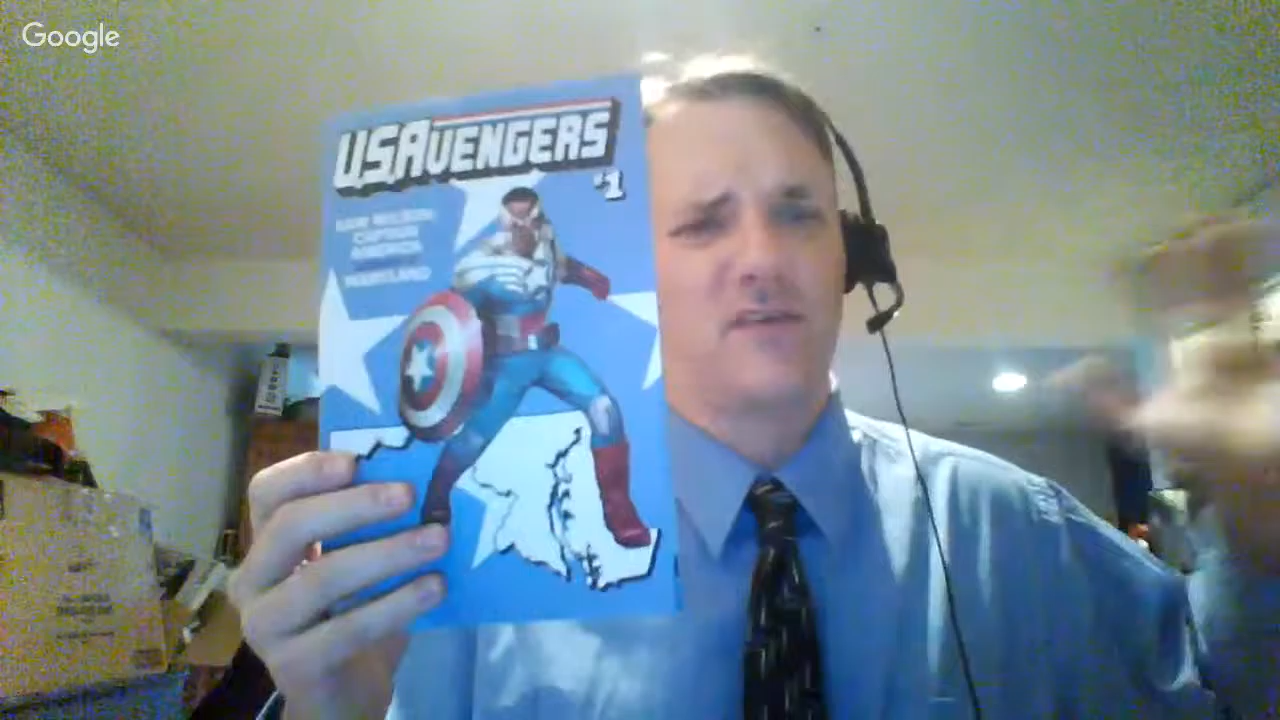 Google
USAVENGERS
#1
SAM WILSON
CAPTAIN
AMERICA
MARYLAND